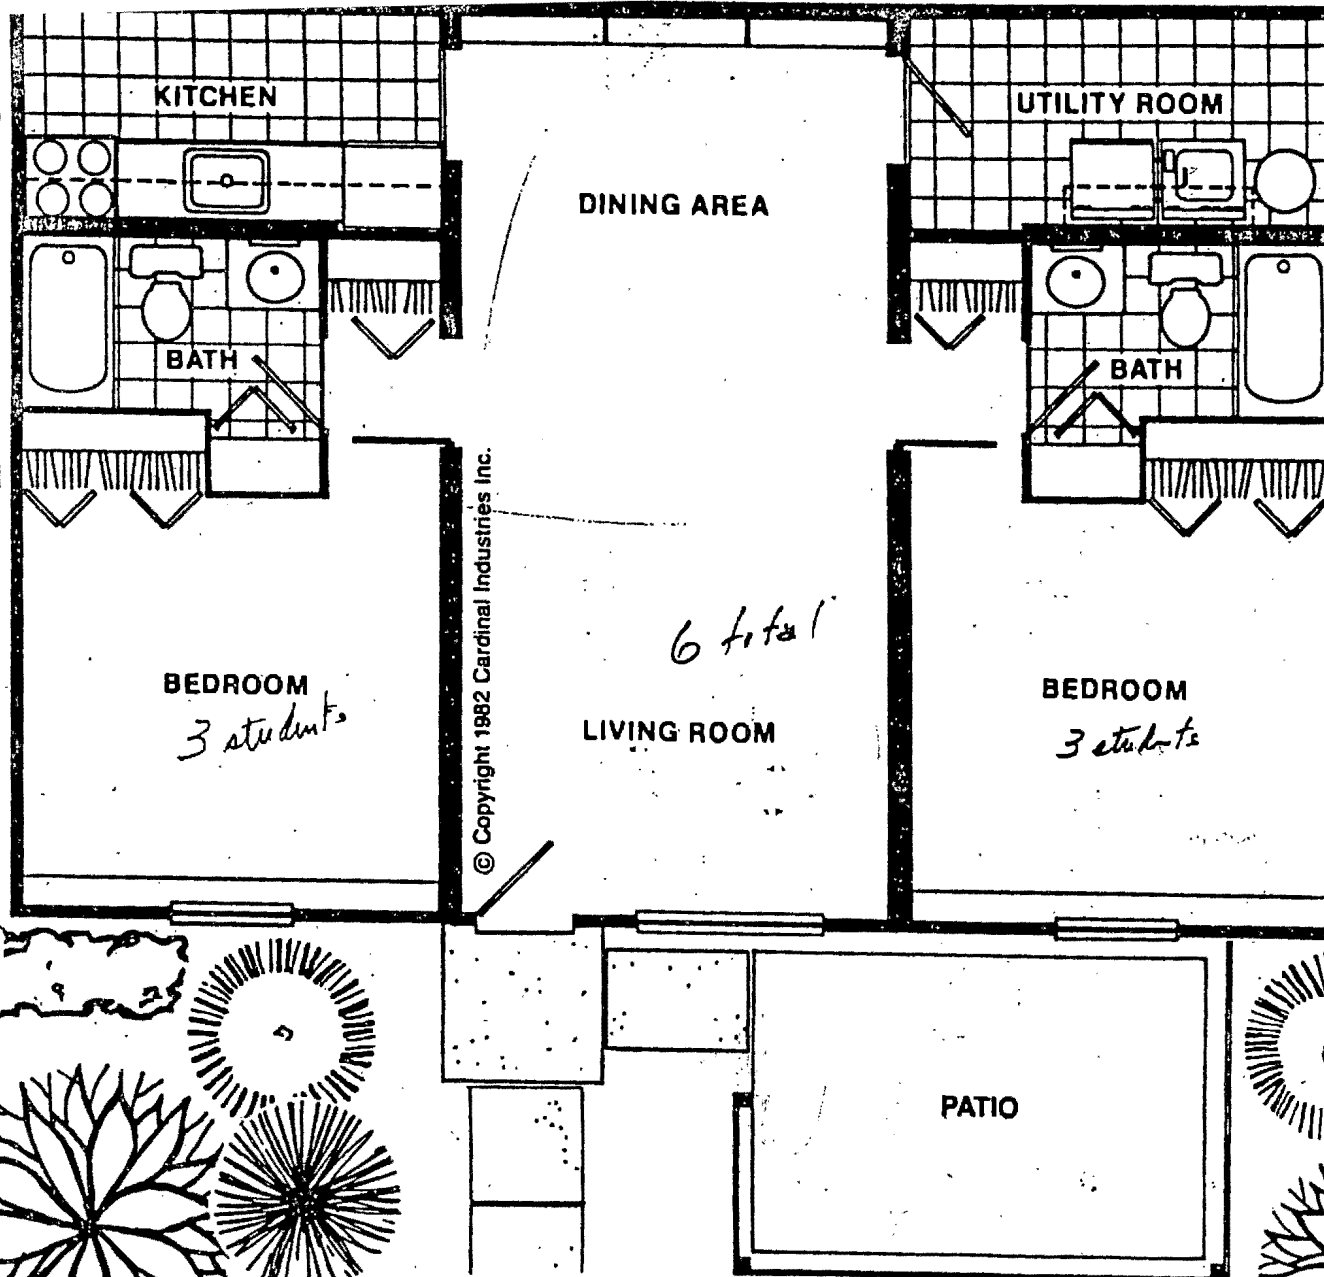 KITCHEN
UTILITY ROOM
DINING AREA
BATH
BATH
© Copyright 1982 Cardinal Industries Inc.
6 total
BEDROOM
3 students
LIVING ROOM
BEDROOM
3 students
PATIO